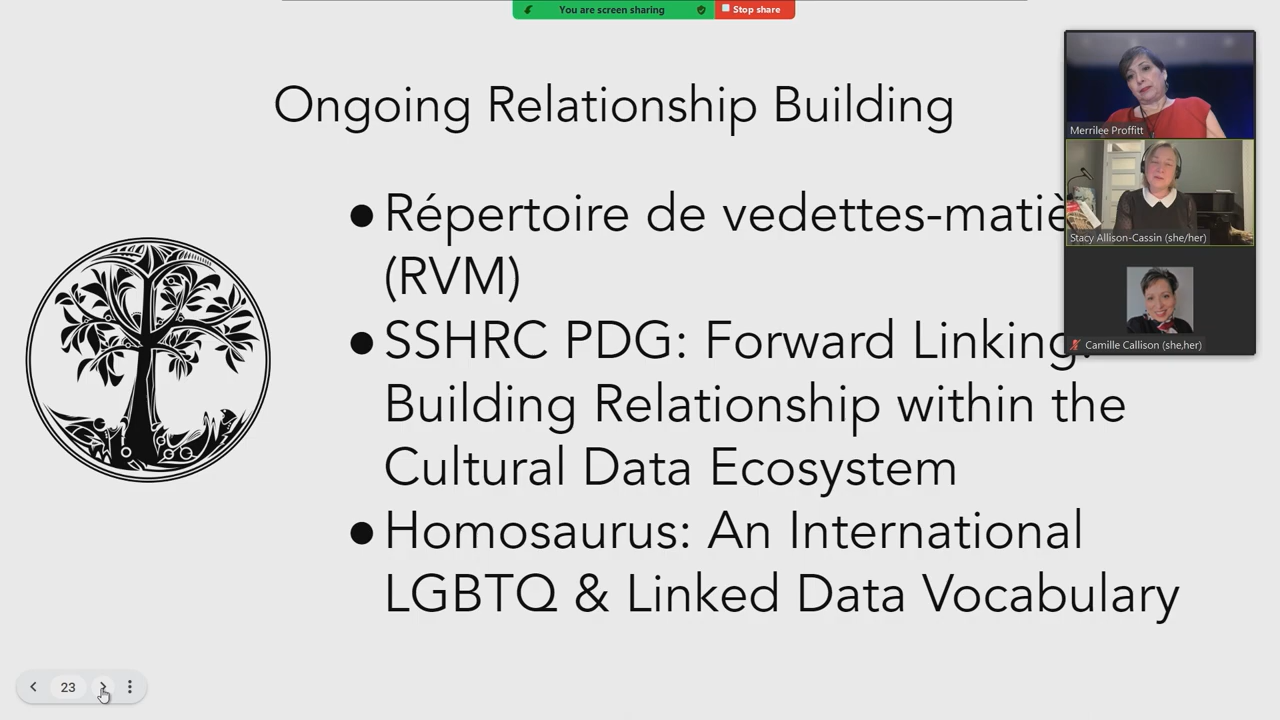 You are screen sharing
Stop share
Ongoing Relationship Building
Merrilee Proffitt
Stacy Allison-Cassin (she/her)
Camille Callison (she,her)
● Répertoire de
(RVM)
● SSHRC PDG: Forward Linking:
Building Relationship within the
Cultural Data Ecosystem
● Homosaurus: An International
LGBTQ & Linked Data Vocabulary
23